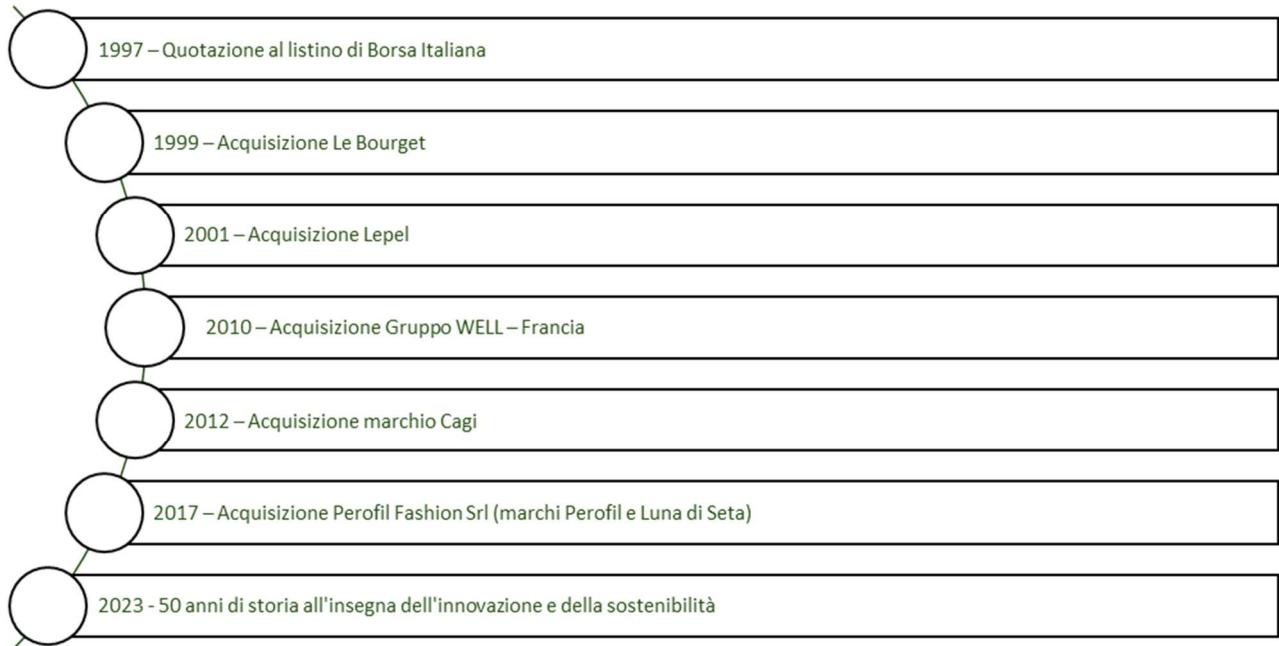 1997 – Quotazione al listino di Borsa Italiana
1999 – Acquisizione Le Bourget
2001 – Acquisizione Lepel
2010 – Acquisizione Gruppo WELL – Francia
2012 – Acquisizione marchio Cagi
2017 – Acquisizione Perofil Fashion Srl (marchi Perofil e Luna di Seta)
2023 - 50 anni di storia all'insegna dell'innovazione e della sostenibilità